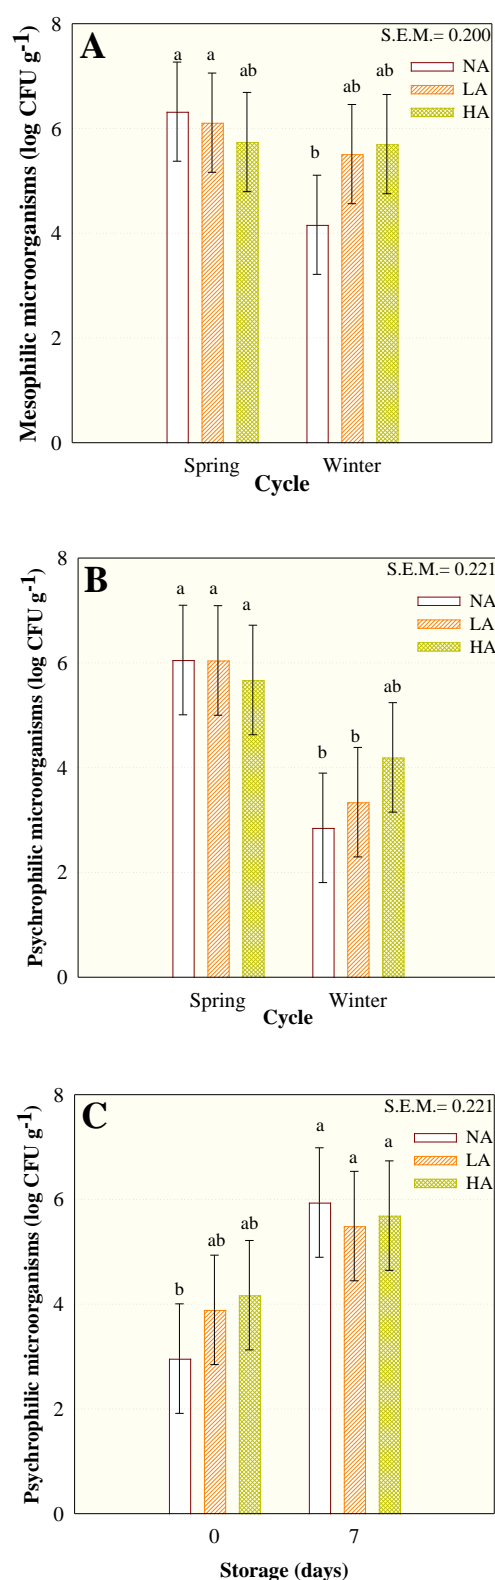 A
S.E.M.= 0.200
NA
LA
HA
Mesophilic microorganisms (log CFU g-1)
8
6
4
2
0
a a ab
b ab ab
Spring Winter
Cycle
B
S.E.M.= 0.221
NA
LA
HA
Psychrophilic microorganisms (log CFU g-1)
8
6
4
2
0
a a a
b b ab
Spring Winter
Cycle
C
S.E.M.= 0.221
NA
LA
HA
Psychrophilic microorganisms (log CFU g-1)
8
6
4
2
0
b ab ab
a a a
0 7
Storage (days)